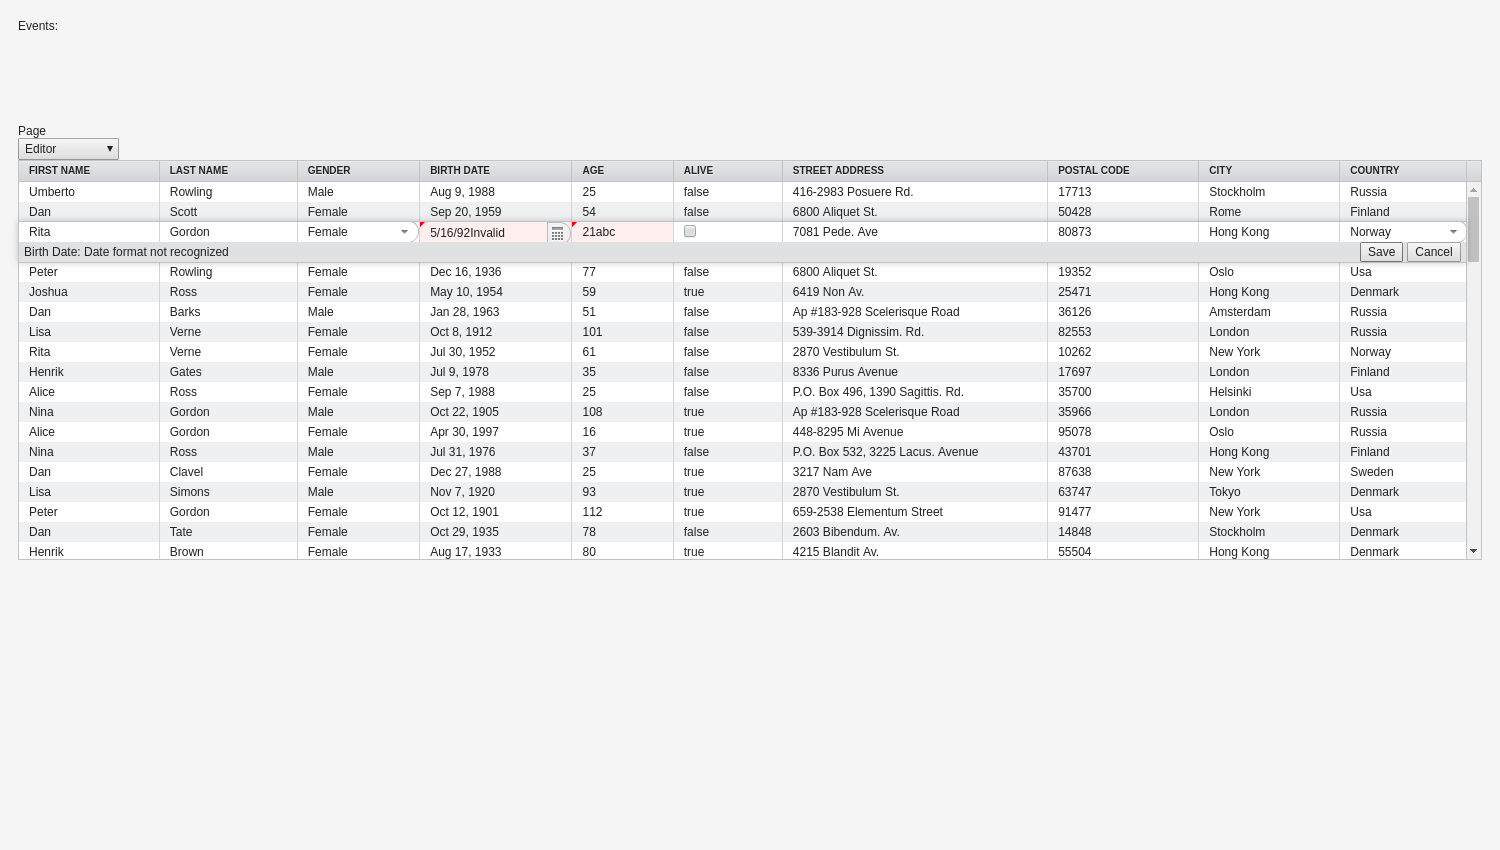 Events:
Page
Editor
FIRST NAME LAST NAME GENDER BIRTH DATE AGE ALIVE STREET ADDRESS POSTAL CODE CITY COUNTRY
Umberto Rowling Male Aug 9, 1988 25 false 416-2983 Posuere Rd. 17713 Stockholm Russia
Dan Scott Female Sep 20, 1959 54 false 6800 Aliquet St. 50428 Rome Finland
Rita Gordon Female 5/16/92Invalid 21abc 7081 Pede. Ave 80873 Hong Kong Norway
Birth Date: Date format not recognized Save Cancel
Peter Rowling Female Dec 16, 1936 77 false 6800 Aliquet St. 19352 Oslo Usa
Joshua Ross Female May 10, 1954 59 true 6419 Non Av. 25471 Hong Kong Denmark
Dan Barks Male Jan 28, 1963 51 false Ap #183-928 Scelerisque Road 36126 Amsterdam Russia
Lisa Verne Female Oct 8, 1912 101 false 539-3914 Dignissim. Rd. 82553 London Russia
Rita Verne Female Jul 30, 1952 61 false 2870 Vestibulum St. 10262 New York Norway
Henrik Gates Male Jul 9, 1978 35 false 8336 Purus Avenue 17697 London Finland
Alice Ross Female Sep 7, 1988 25 false P.O. Box 496, 1390 Sagittis. Rd. 35700 Helsinki Usa
Nina Gordon Male Oct 22, 1905 108 true Ap #183-928 Scelerisque Road 35966 London Russia
Alice Gordon Female Apr 30, 1997 16 true 448-8295 Mi Avenue 95078 Oslo Russia
Nina Ross Male Jul 31, 1976 37 false P.O. Box 532, 3225 Lacus. Avenue 43701 Hong Kong Finland
Dan Clavel Female Dec 27, 1988 25 true 3217 Nam Ave 87638 New York Sweden
Lisa Simons Male Nov 7, 1920 93 true 2870 Vestibulum St. 63747 Tokyo Denmark
Peter Gordon Female Oct 12, 1901 112 true 659-2538 Elementum Street 91477 New York Usa
Dan Tate Female Oct 29, 1935 78 false 2603 Bibendum. Av. 14848 Stockholm Denmark
Henrik Brown Female Aug 17, 1933 80 true 4215 Blandit Av. 55504 Hong Kong Denmark